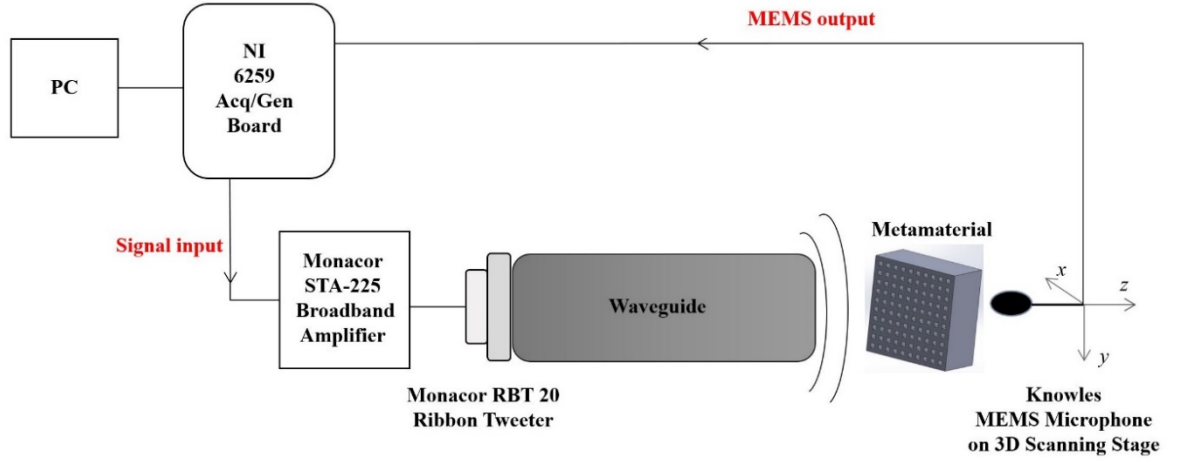 MEMS output
PC
NI
6259
Acq/Gen
Board
Signal input
Monacor
STA-225
Broadband
Amplifier
Waveguide
Metamaterial
x
z
y
Monacor RBT 20
Ribbon Tweeter
Knowles
MEMS Microphone
on 3D Scanning Stage